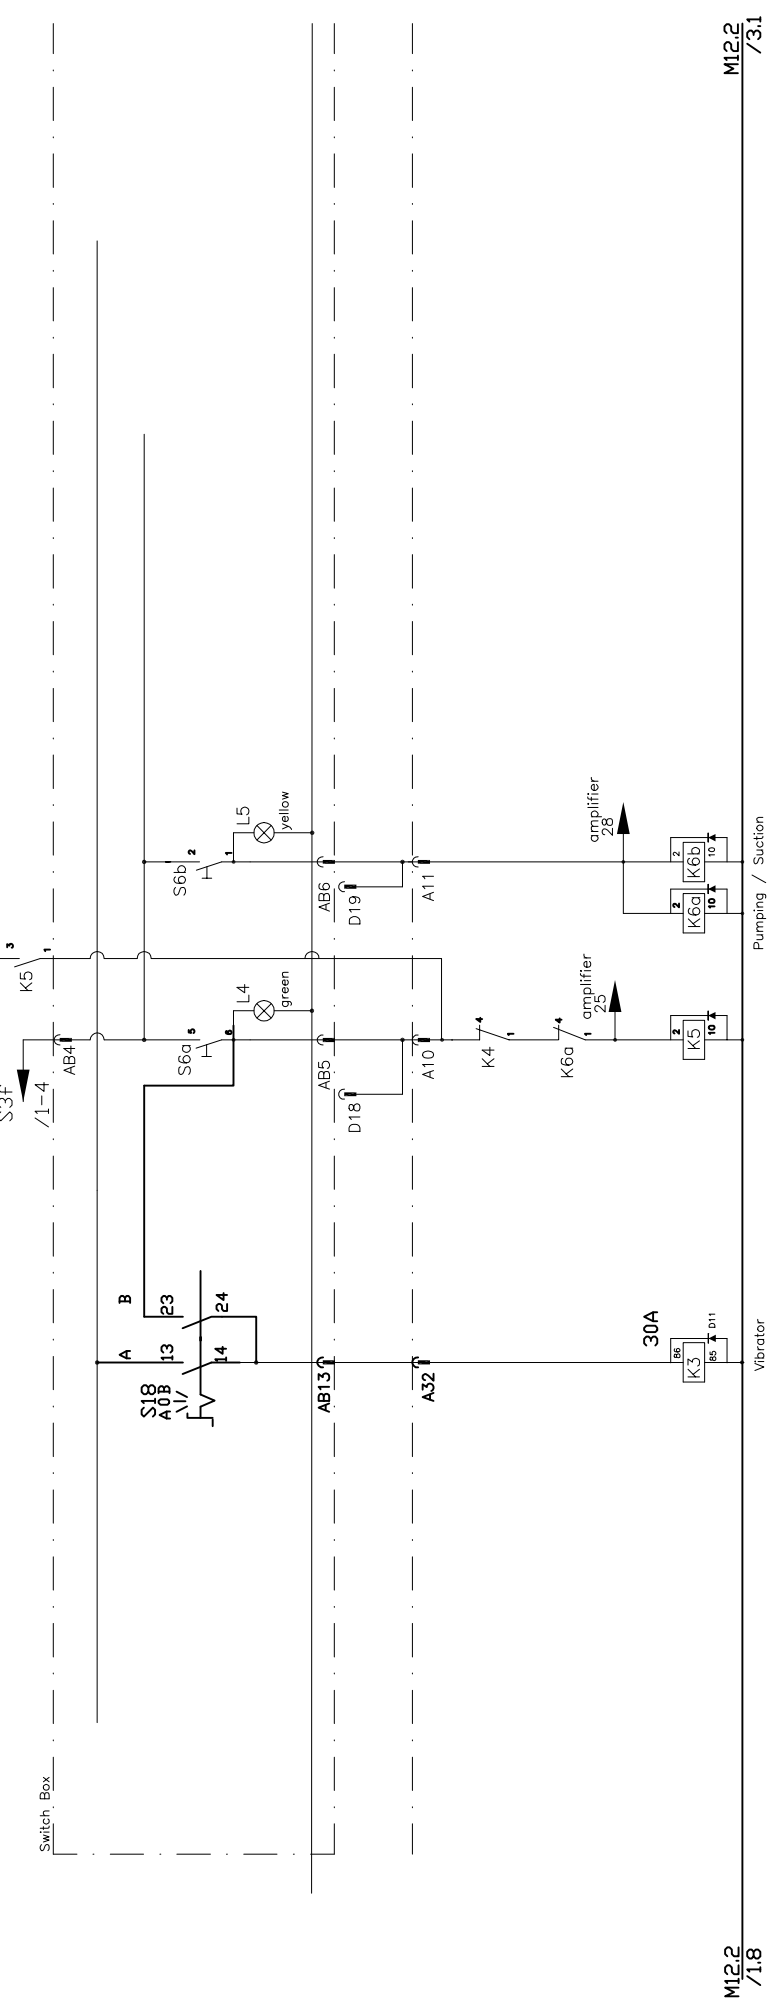 Switch Box
S18
A 0 B
A
13
14
B
23
24
AB13
A32
30A
86
K3
85
D11
Vibrator
/1-4
AB4
S6a
5
6
L4
green
AB5
D18
A10
K4
4
1
K6a
4
1
amplifier
25
2
K5
10
K5
3
1
S6b
2
1
L5
yellow
AB6
D19
A11
amplifier
28
2
K6a
10
2
K6b
10
Pumping / Suction
M12.2
/1.8
M12.2
/3.1